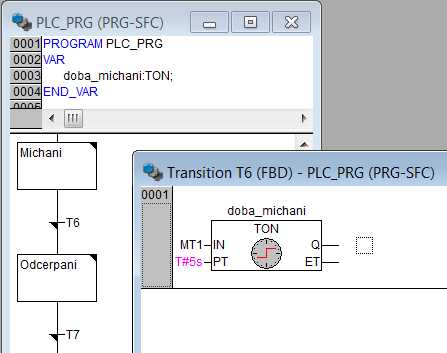 PLC_PRG (PRG-SFC)
0001 PROGRAM PLC_PRG
0002 VAR
0003 doba_michani:TON;
0004 END_VAR
0005
Michani
T6
Odcerpani
T7
Transition T6 (FBD) - PLC_PRG (PRG-SFC)
0001
doba_michani
TON
MT1 IN Q
T#5s PT ET